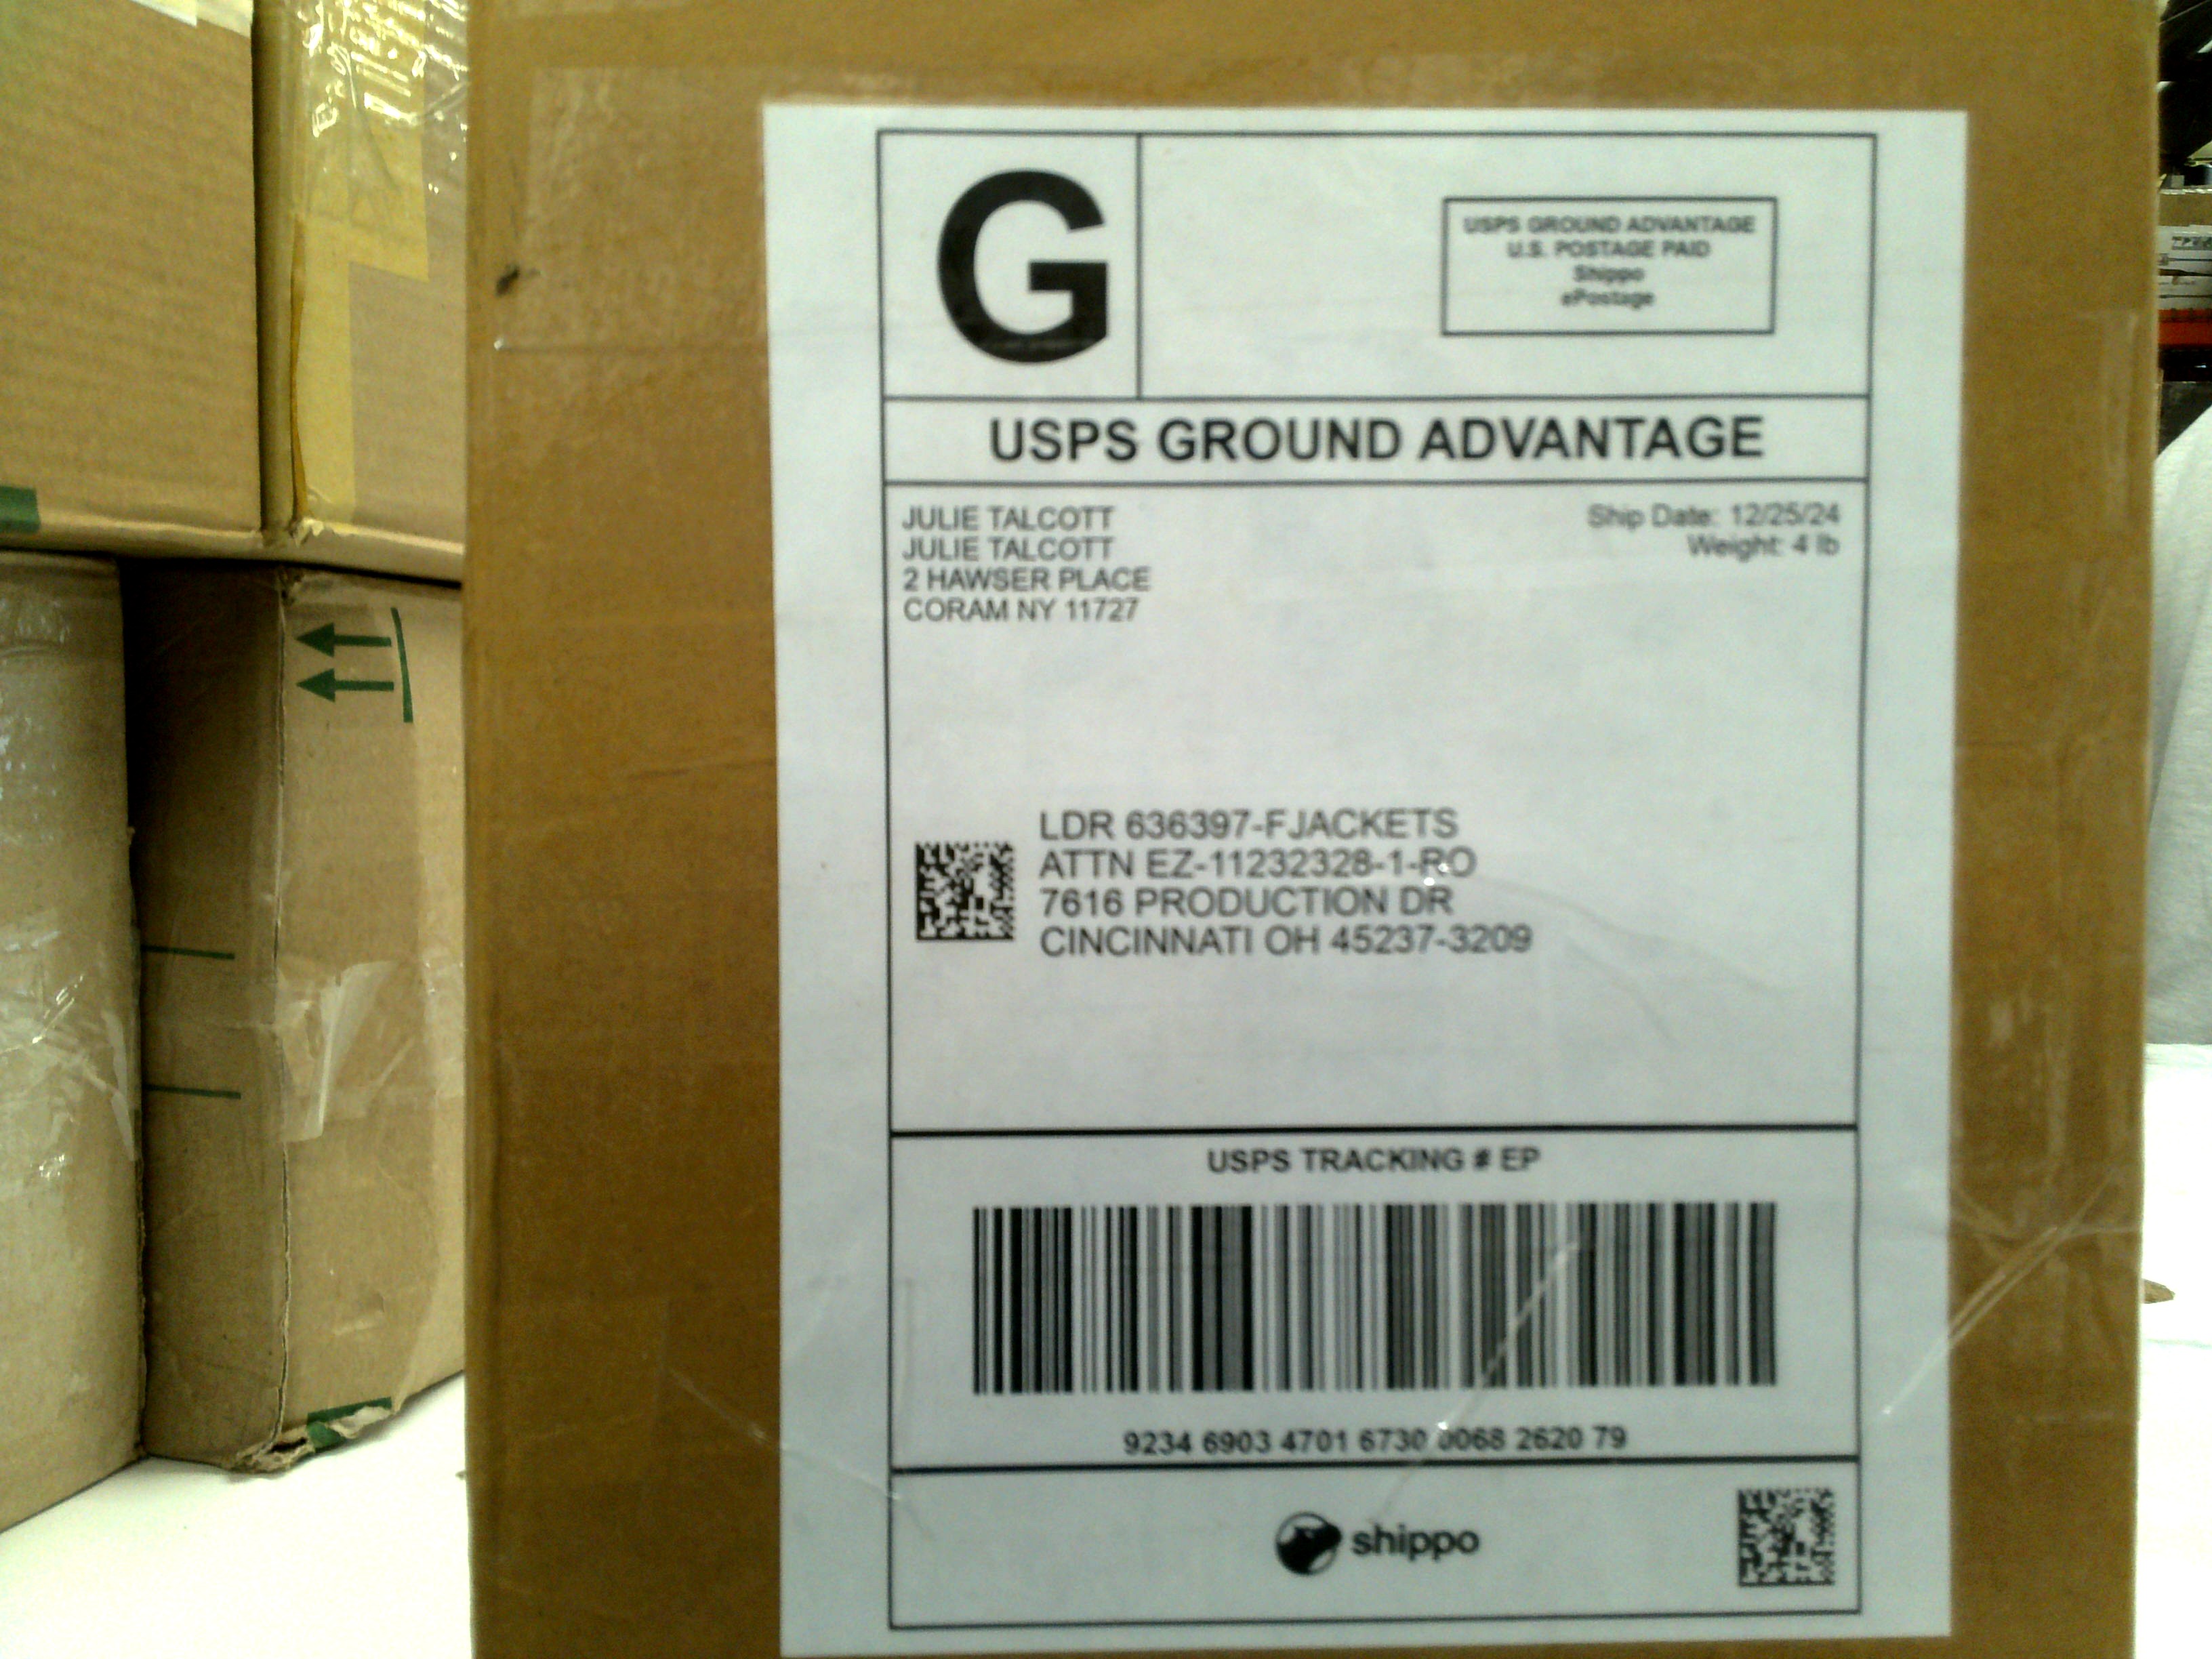 G
USPS GROUND ADVANTAGE
U.S. POSTAGE PAID
Shippo
ePostage
USPS GROUND ADVANTAGE
JULIE TALCOTT
JULIE TALCOTT
2 HAWSER PLACE
CORAM NY 11727
Ship Date: 12/25/24
Weight: 4 lb
LDR 636397-FJACKETS
ATTN EZ-11232328-1-RO
7616 PRODUCTION DR
CINCINNATI OH 45237-3209
USPS TRACKING # EP
9234 6903 4701 6730 0068 2620 79
shippo